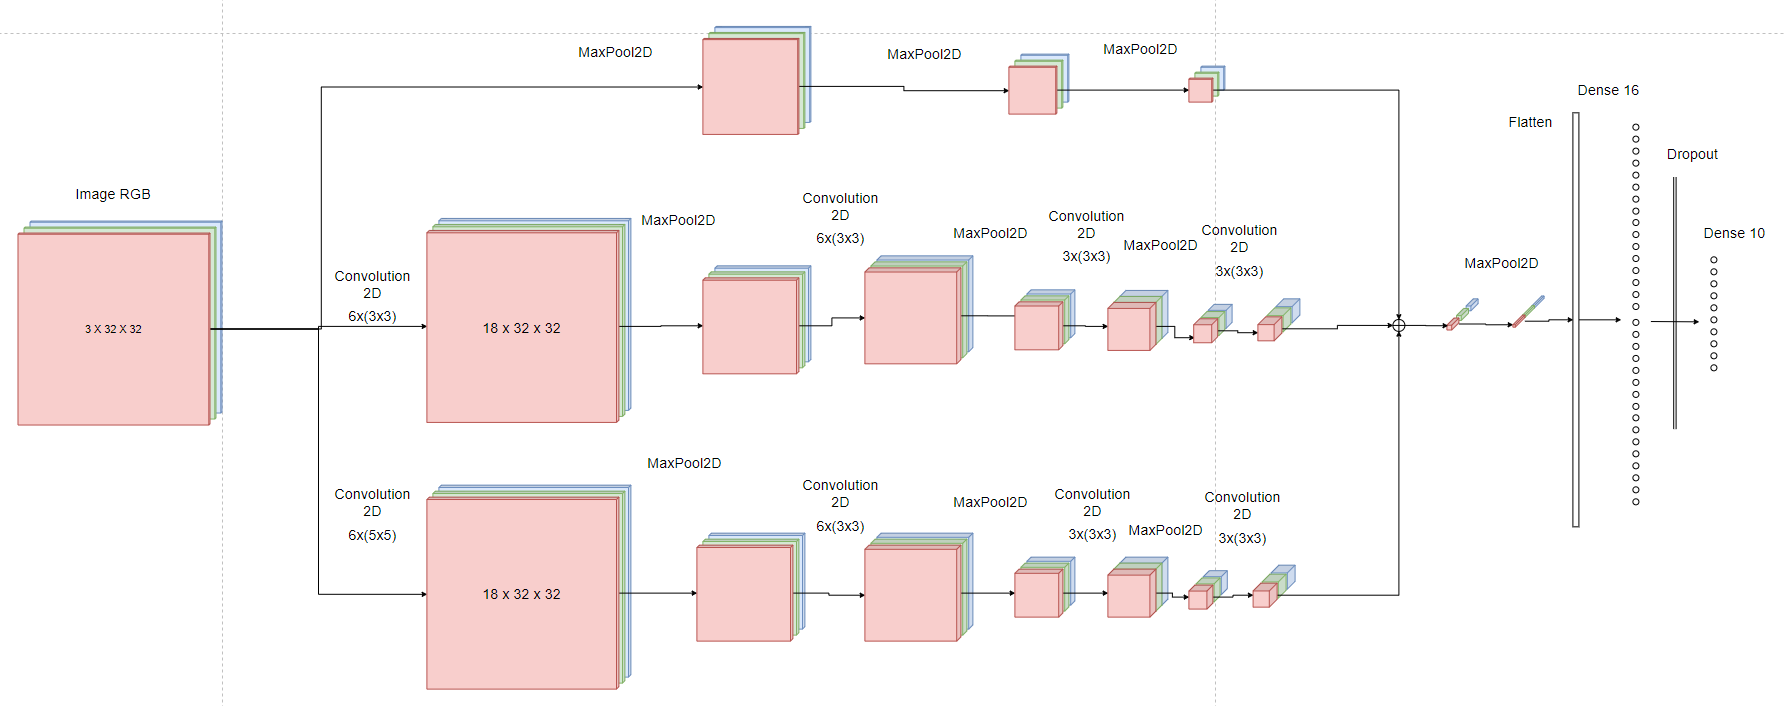 MaxPool2D
MaxPool2D
MaxPool2D
Dense 16
Flatten
Dropout
Image RGB
3 X 32 X 32
Convolution
2D
6x(3x3)
18 x 32 x 32
MaxPool2D
Convolution
2D
6x(3x3)
MaxPool2D
Convolution
2D
3x(3x3)
MaxPool2D
Convolution
2D
3x(3x3)
MaxPool2D
Dense 10
Convolution
2D
6x(5x5)
18 x 32 x 32
MaxPool2D
Convolution
2D
6x(3x3)
MaxPool2D
Convolution
2D
3x(3x3)
MaxPool2D
Convolution
2D
3x(3x3)